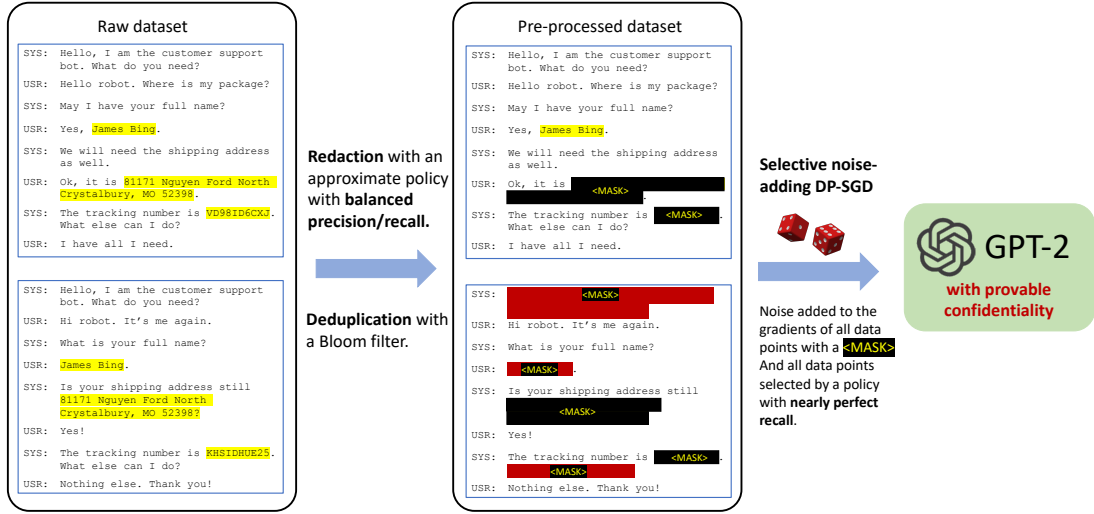 Raw dataset
SYS: Hello, I am the customer support
bot. What do you need?
USR: Hello robot. Where is my package?
SYS: May I have your full name?
USR: Yes, James Bing.
SYS: We will need the shipping address
as well.
USR: Ok, it is 81171 Nguyen Ford North
Crystalbury, MO 52398.
SYS: The tracking number is VD98ID6CXJ.
What else can I do?
USR: I have all I need.
SYS: Hello, I am the customer support
bot. What do you need?
USR: Hi robot. It's me again.
SYS: What is your full name?
USR: James Bing.
SYS: Is your shipping address still
81171 Nguyen Ford North
Crystalbury, MO 52398?
USR: Yes!
SYS: The tracking number is KHSIDHUE25.
What else can I do?
USR: Nothing else. Thank you!
Redaction with an
approximate policy
with balanced
precision/recall.
Deduplication with
a Bloom filter.
Pre-processed dataset
SYS: Hello, I am the customer support
bot. What do you need?
USR: Hello robot. Where is my package?
SYS: May I have your full name?
USR: Yes, James Bing.
SYS: We will need the shipping address
as well.
USR: Ok, it is <MASK>
.
SYS: The tracking number is <MASK>.
What else can I do?
USR: I have all I need.
SYS: <MASK>
USR: Hi robot. It's me again.
SYS: What is your full name?
USR: <MASK>.
SYS: Is your shipping address still
<MASK>
USR: Yes!
SYS: The tracking number is <MASK>.
<MASK>
USR: Nothing else. Thank you!
Selective noise-
adding DP-SGD
Noise added to the
gradients of all data
points with a <MASK>
And all data points
selected by a policy
with nearly perfect
recall.
GPT-2
with provable
confidentiality